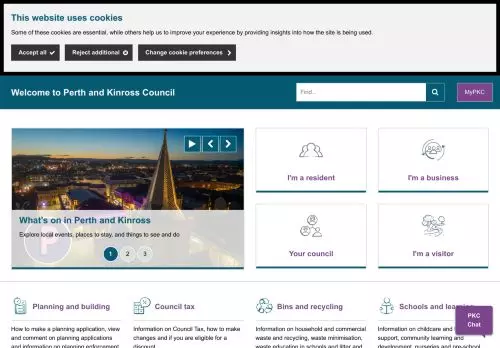 This website uses cookies
Some of these cookies are essential, while others help us to improve your experience by providing insights into how the site is being used.
Accept all
Reject additional
Change cookie preferences
Welcome to Perth and Kinross Council
Find...
MyPKC
I'm a resident
I'm a business
What's on in Perth and Kinross
Explore local events, places to stay, and things to see and do
1 2 3
Your council
I'm a visitor
Planning and building
Council tax
Bins and recycling
Schools and learning
PKC
Chat
How to make a planning application, view
and comment on planning applications
and information on planning enforcement
Information on Council Tax, how to make
changes and if you are eligible for a
discount
Information on household and commercial
waste and recycling, waste minimisation,
waste education in schools and litter and
Information on childcare and family
support, community learning and
development, nurseries and preschool